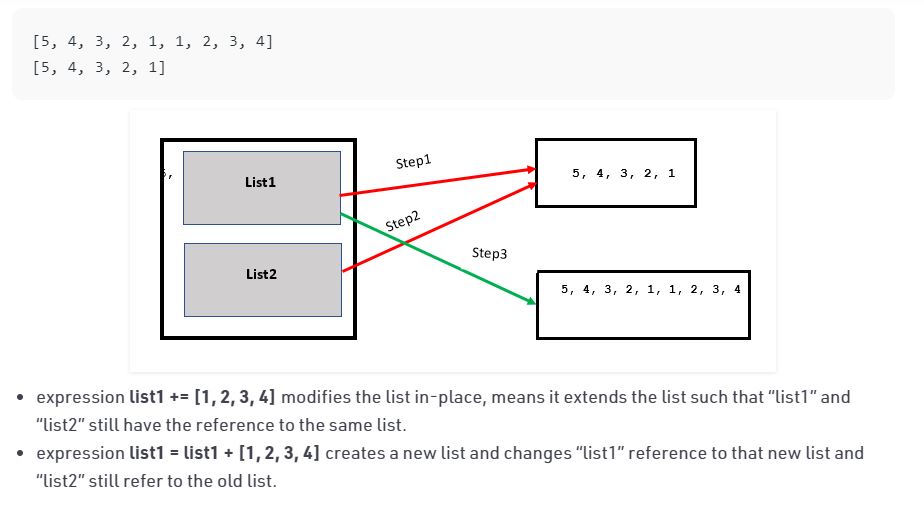 [5, 4, 3, 2, 1, 1, 2, 3, 4]
[5, 4, 3, 2, 1]
List1
List2
Step1
Step2
Step3
5, 4, 3, 2, 1
5, 4, 3, 2, 1, 1, 2, 3, 4
• expression list1 += [1, 2, 3, 4] modifies the list in-place, means it extends the list such that “list1” and
“list2” still have the reference to the same list.
• expression list1 = list1 + [1, 2, 3, 4] creates a new list and changes “list1” reference to that new list and
“list2” still refer to the old list.